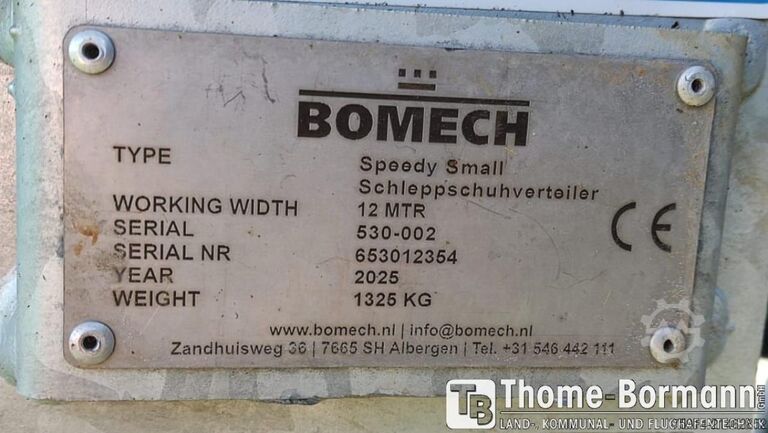 BOMECH
TYPE Speedy Small
Schleppschuhverteiler
WORKING WIDTH 12 MTR
SERIAL 530-002
SERIAL NR 653012354
YEAR 2025
WEIGHT 1325 KG
CE
www.bomech.nl | info@bomech.nl
Zandhuisweg 36 | 7665 SH Albergen | Tel. +31 546 442 111
TB Thome Bormann GmbH
LAND-, KOMMUNAL- UND FLUGHAFENTECHNIK